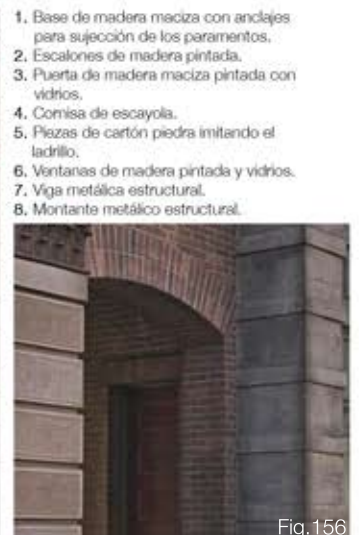 1. Base de madera maciza con anclajes
para sujección de los paramentos.
2. Escalones de madera pintada.
3. Puerta de madera maciza pintada con
vidrios.
4. Cornisa de escayola.
5. Piezas de cartón piedra imitando el
ladrillo.
6. Ventanas de madera pintada y vidrios.
7. Viga metálica estructural.
8. Montante metálico estructural.
Fig.156